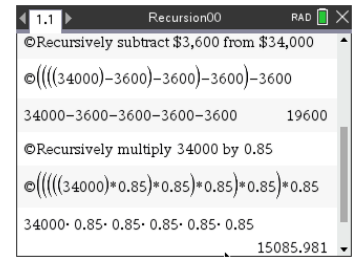 1.1 Recursion00 RAD
©Recursively subtract $3,600 from $34,000
©((((34000)-3600)-3600)-3600)-3600
34000-3600-3600-3600-3600 19600
©Recursively multiply 34000 by 0.85
©(((((34000)*0.85)*0.85)*0.85)*0.85)*0.85
34000· 0.85· 0.85· 0.85· 0.85· 0.85
15085.981